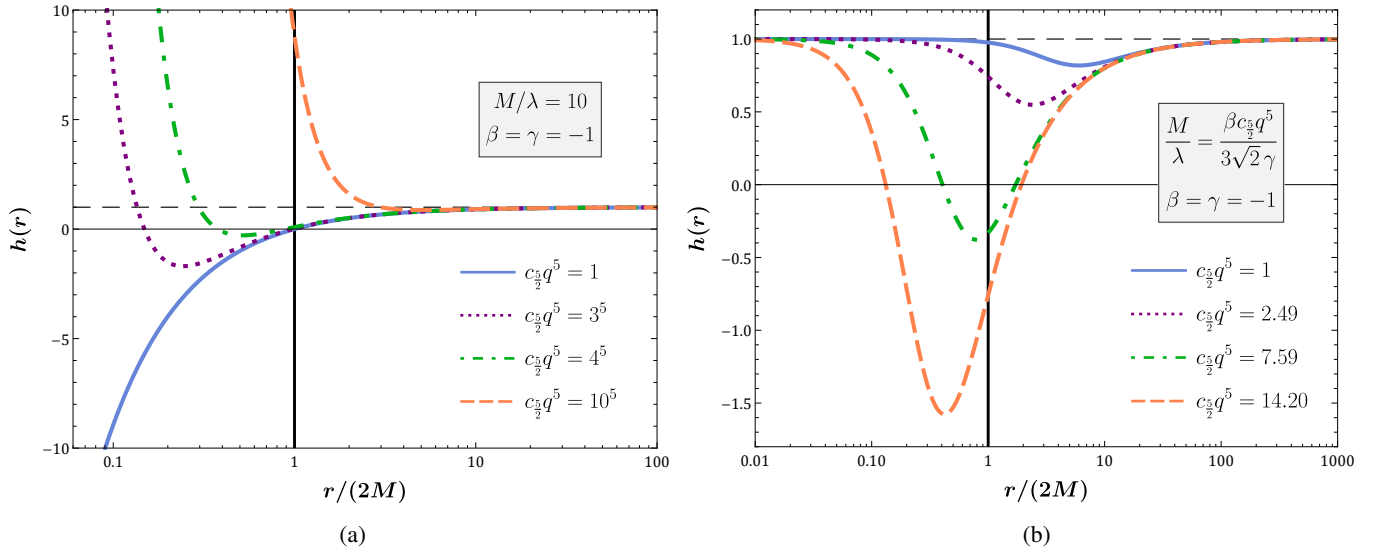 10
5
0
−5
−10
h(r)
0.1
1
10
100
r/(2M)
M/λ = 10
β = γ = −1
c_{5/2} q^5 = 1
c_{5/2} q^5 = 3^5
c_{5/2} q^5 = 4^5
c_{5/2} q^5 = 10^5
(a)
1.0
0.5
0.0
-0.5
-1.0
-1.5
h(r)
0.01
0.10
1
10
100
1000
r/(2M)
M/λ = βc_{5/2}q^5/(3√2 γ)
β = γ = −1
c_{5/2} q^5 = 1
c_{5/2} q^5 = 2.49
c_{5/2} q^5 = 7.59
c_{5/2} q^5 = 14.20
(b)